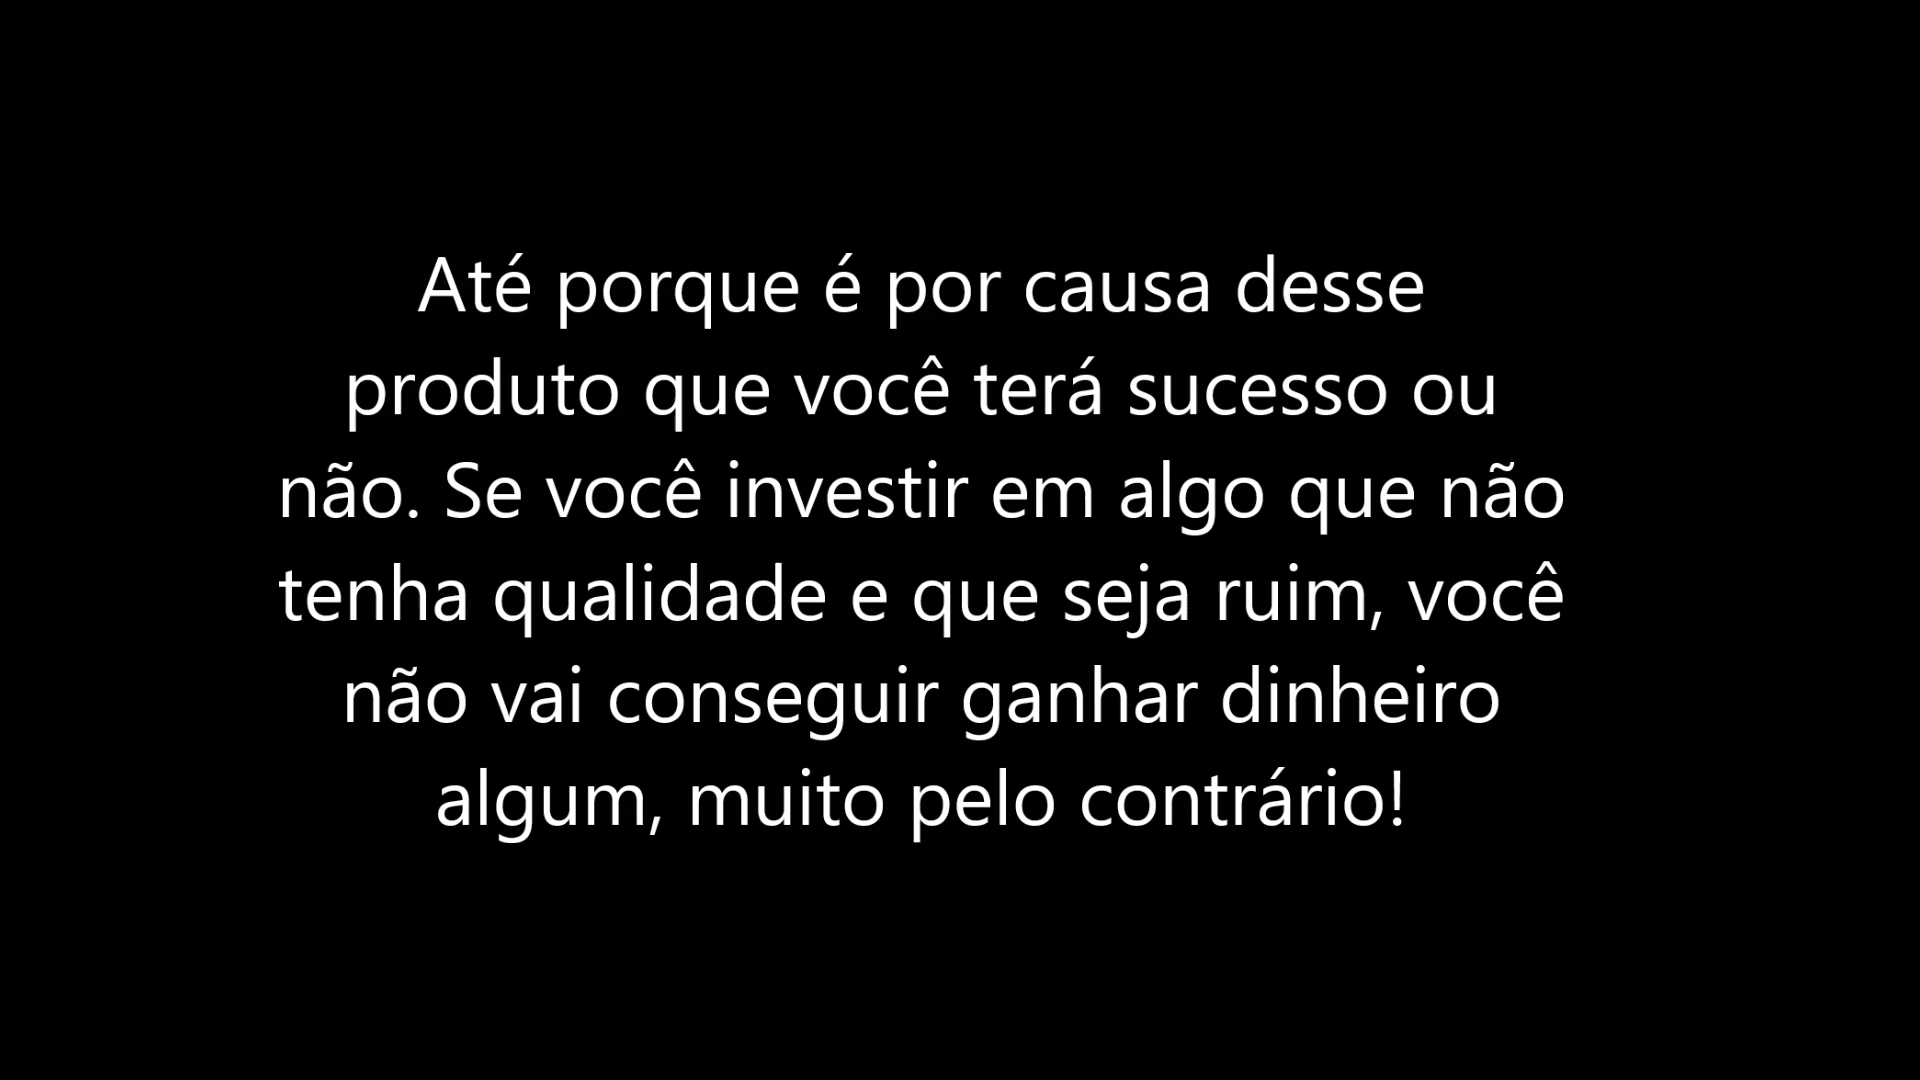 Até porque é por causa desse
produto que você terá sucesso ou
não. Se você investir em algo que não
tenha qualidade e que seja ruim, você
não vai conseguir ganhar dinheiro
algum, muito pelo contrário!